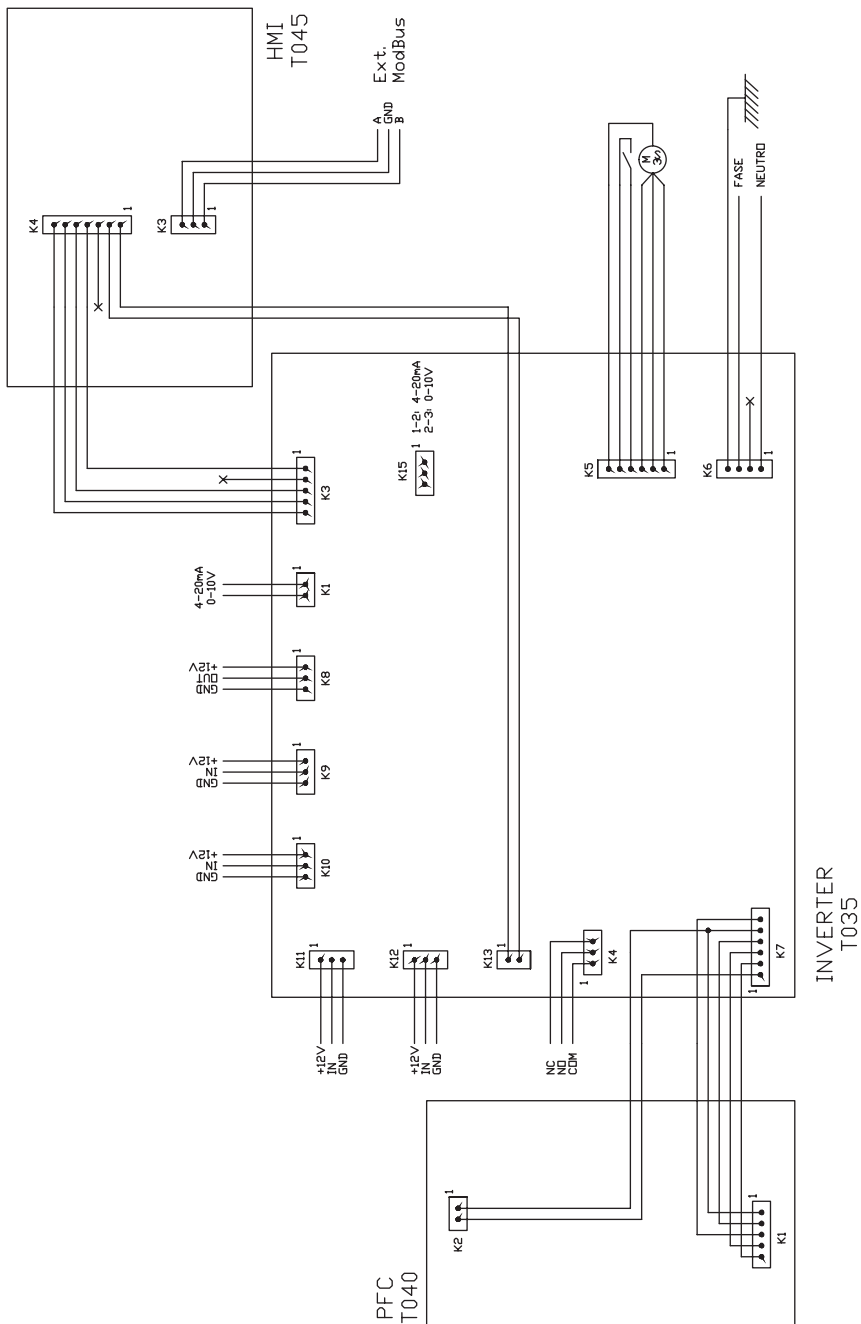 HMI
T045
Ext.
ModBus
A
GND
B
K4
1
K3
1
K3
1
K15
1
1-2: 4-20mA
2-3: 0-10V
K5
1
K6
1
M
3~
FASE
NEUTRO
4-20mA
0-10V
K1
1
+12V
OUT
GND
K8
1
+12V
IN
GND
K9
1
+12V
IN
GND
K10
1
K11
1
+12V
IN
GND
K12
1
+12V
IN
GND
K13
1
K4
1
NC
NO
COM
K7
1
INVERTER
T035
PFC
T040
K2
1
K1
1